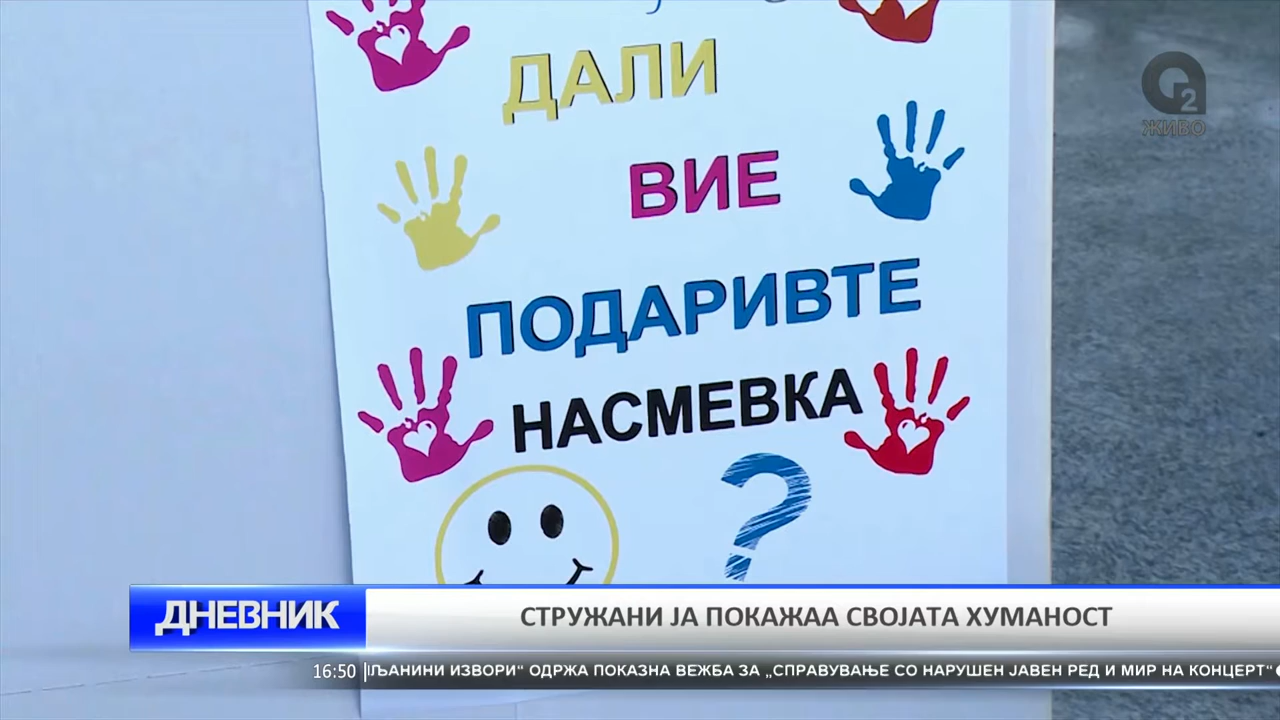 ДАЛИ
ВИЕ
ПОДАРИВТЕ
НАСМЕВКА
?
2
ЖИВО
ДНЕВНИК
СТРУЖАНИ ЈА ПОКАЖАА СВОЈАТА ХУМАНОСТ
16:50
ИЗВОРИ“ ОДРЖА ПОКАЗНА ВЕЖБА ЗА „СПРАВУВАЊЕ СО НАРУШЕН ЈАВЕН РЕД И МИР НА КОНЦЕРТ“